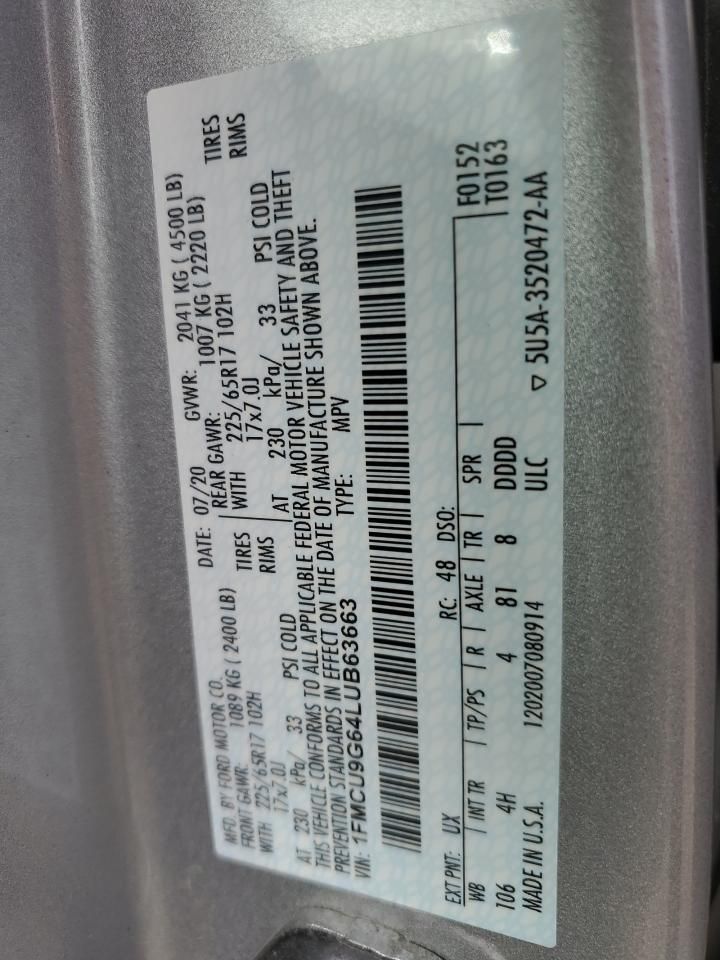 MFD. BY FORD MOTOR CO.
DATE: 07/20 GVWR: 2041 KG ( 4500 LB)
FRONT GAWR: 1089 KG ( 2400 LB) REAR GAWR: 1007 KG ( 2220 LB)
WITH 225/65R17 102H TIRES WITH 225/65R17 102H TIRES
17x7.0J RIMS 17x7.0J RIMS
AT 230 kPa/ 33 PSI COLD AT 230 kPa/ 33 PSI COLD
THIS VEHICLE CONFORMS TO ALL APPLICABLE FEDERAL MOTOR VEHICLE SAFETY AND THEFT
PREVENTION STANDARDS IN EFFECT ON THE DATE OF MANUFACTURE SHOWN ABOVE.
VIN: 1FMCU9G64LUB63663 TYPE: MPV
EXT PNT: UX RC: 48 DSO: F0152
WB | INT TR | TP/PS | R | AXLE | TR | SPR | T0163
106 4H 4 81 8 DDDD
MADE IN U.S.A. 1202007080914 ULC ▽ 5U5A-3520472-AA